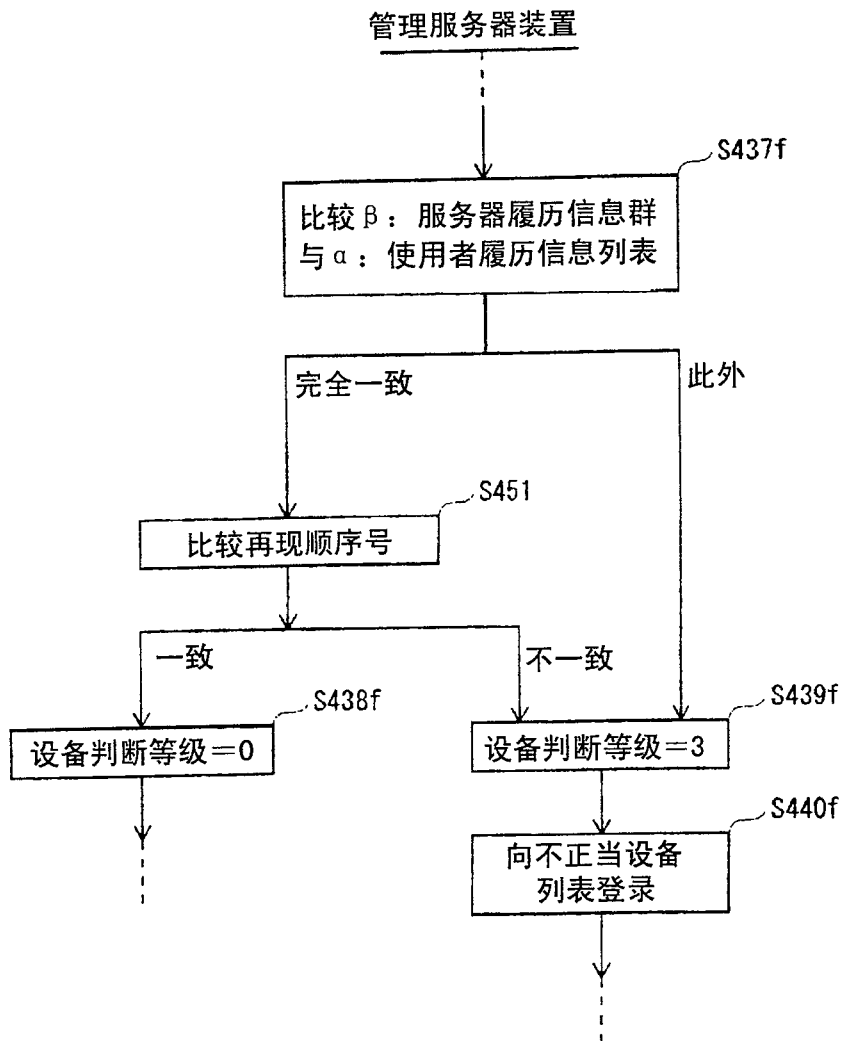 管理服务器装置
S437f
比较β：服务器履历信息群
与α：使用者履历信息列表
完全一致
此外
S451
比较再现顺序号
一致
不一致
S438f
S439f
设备判断等级＝0
设备判断等级＝3
S440f
向不正当设备
列表登录